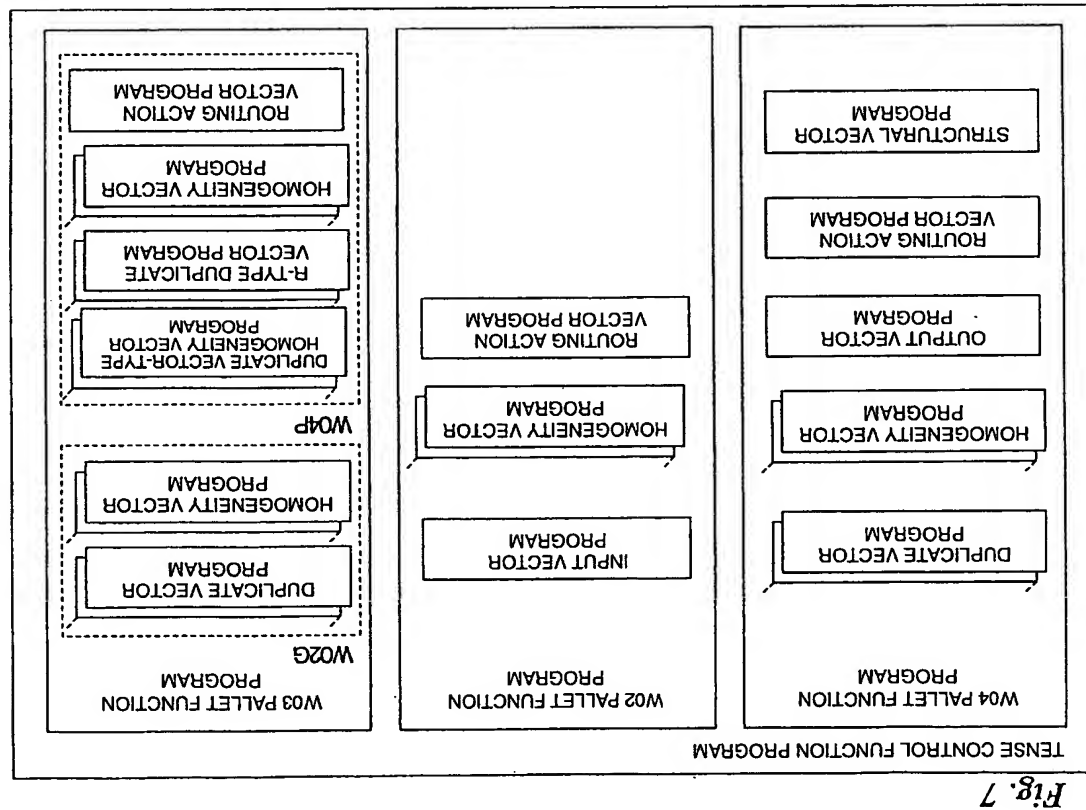 Fig. 7
TENSE CONTROL FUNCTION PROGRAM
W04 PALLET FUNCTION
PROGRAM
DUPLICATE VECTOR
PROGRAM
HOMOGENEITY VECTOR
PROGRAM
OUTPUT VECTOR
PROGRAM
ROUTING ACTION
VECTOR PROGRAM
STRUCTURAL VECTOR
PROGRAM
W02 PALLET FUNCTION
PROGRAM
INPUT VECTOR
PROGRAM
HOMOGENEITY VECTOR
PROGRAM
ROUTING ACTION
VECTOR PROGRAM
W03 PALLET FUNCTION
PROGRAM
W02G
DUPLICATE VECTOR
PROGRAM
HOMOGENEITY VECTOR
PROGRAM
W04P
DUPLICATE VECTOR-TYPE
HOMOGENEITY VECTOR
PROGRAM
R-TYPE DUPLICATE
VECTOR PROGRAM
HOMOGENEITY VECTOR
PROGRAM
ROUTING ACTION
VECTOR PROGRAM